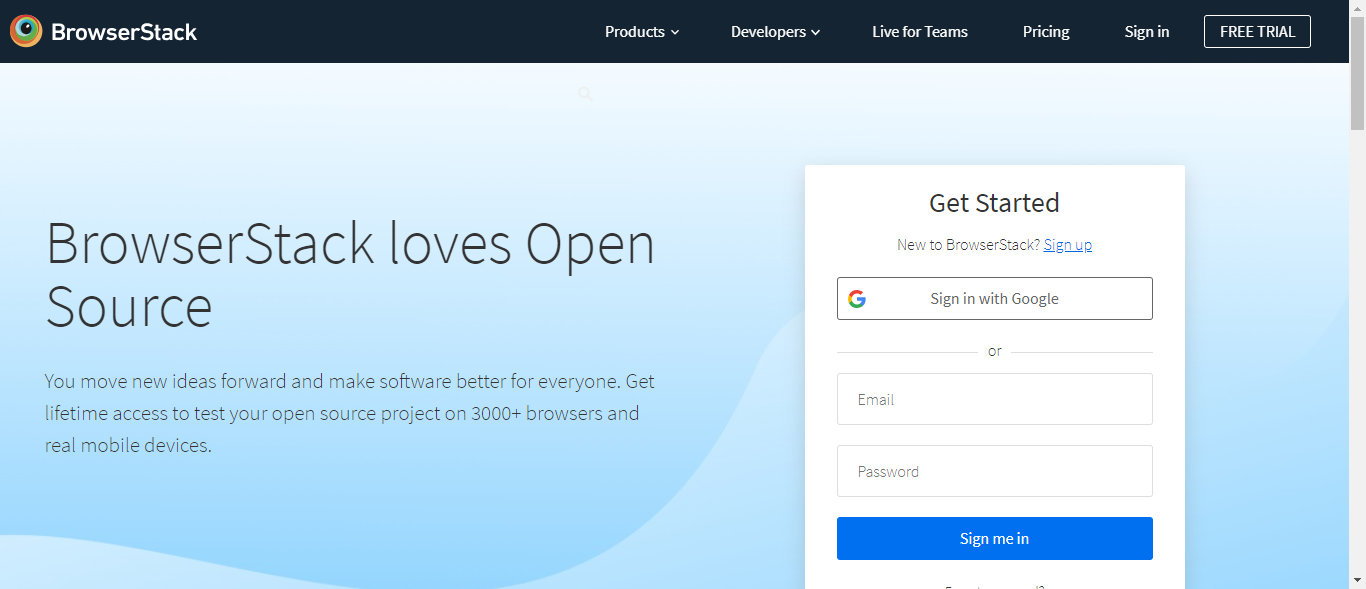 BrowserStack
Products
Developers
Live for Teams
Pricing
Sign in
FREE TRIAL
BrowserStack loves Open
Source
You move new ideas forward and make software better for everyone. Get
lifetime access to test your open source project on 3000+ browsers and
real mobile devices.
Get Started
New to BrowserStack? Sign up
Sign in with Google
or
Email
Password
Sign me in